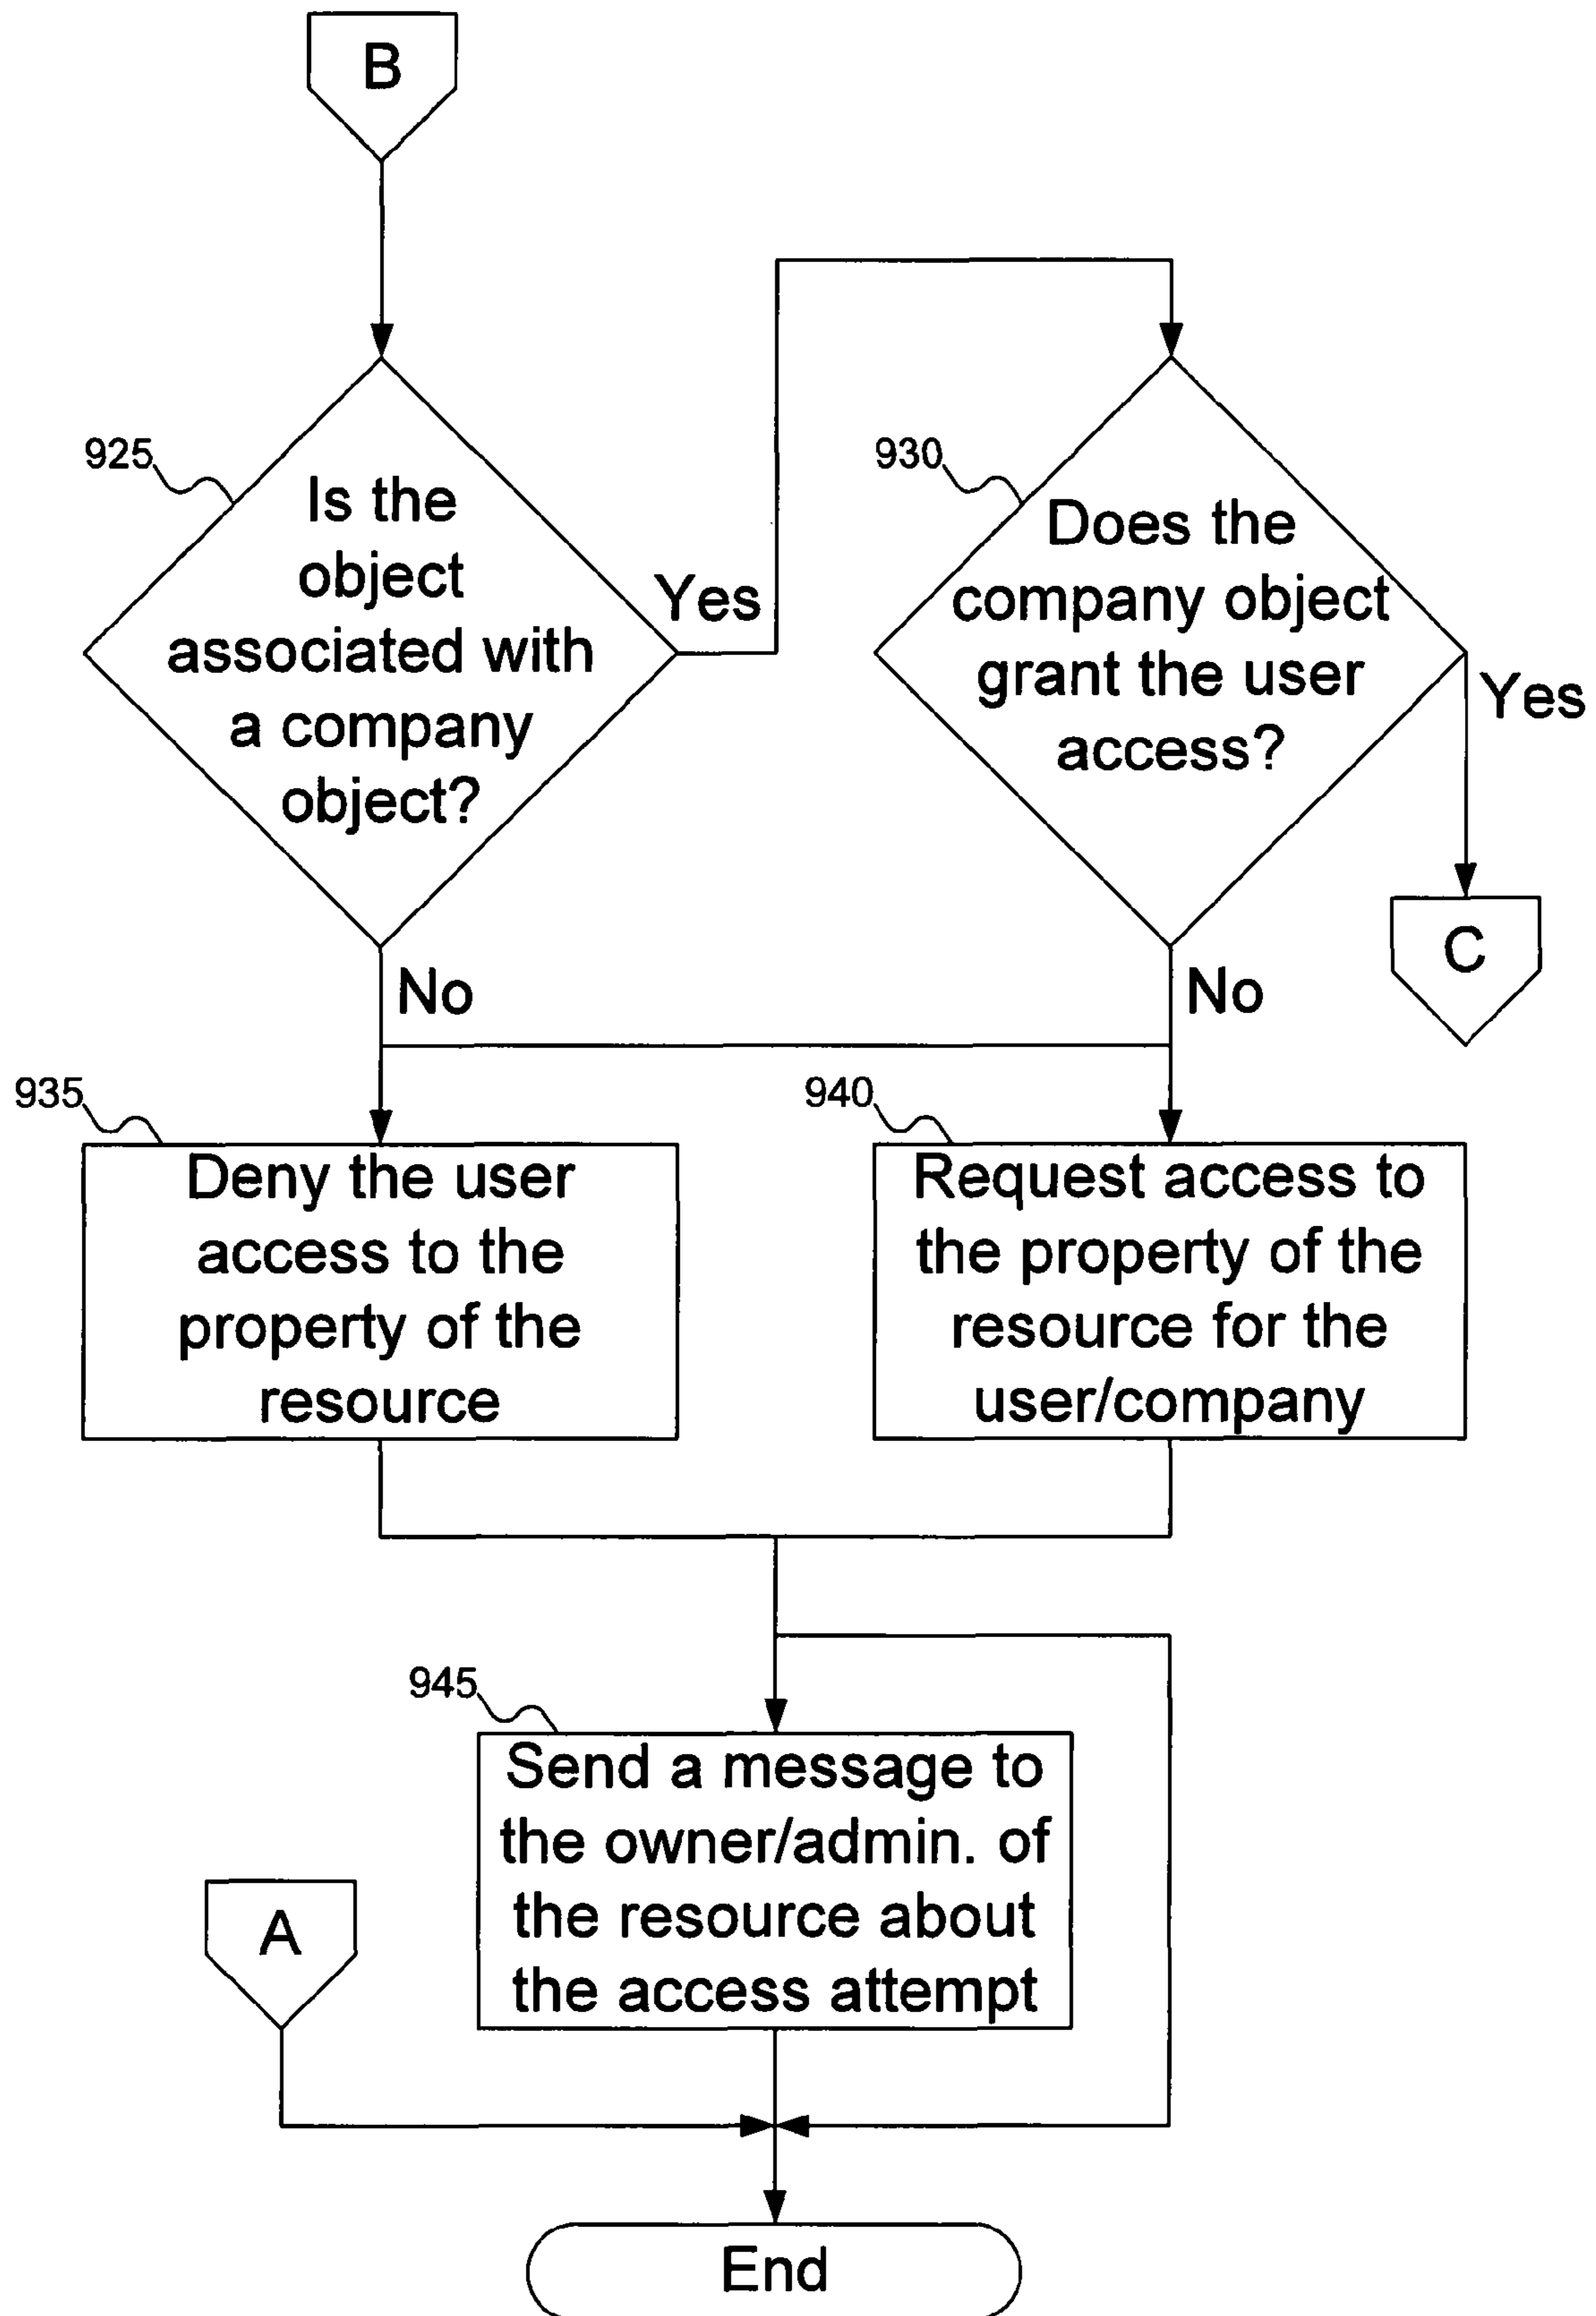 B
925
Is the
object
associated with
a company
object?
Yes
No
930
Does the
company object
grant the user
access?
Yes
No
C
935
Deny the user
access to the
property of the
resource
940
Request access to
the property of the
resource for the
user/company
945
Send a message to
the owner/admin. of
the resource about
the access attempt
A
End